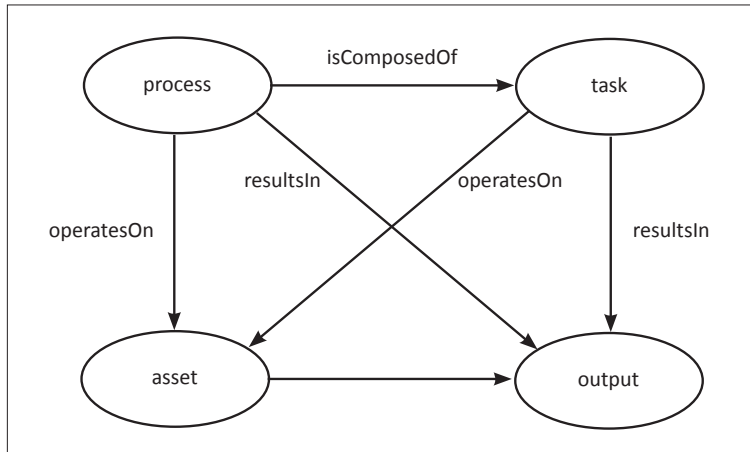 isComposedOf
process
task
resultsIn
operatesOn
operatesOn
resultsIn
asset
output